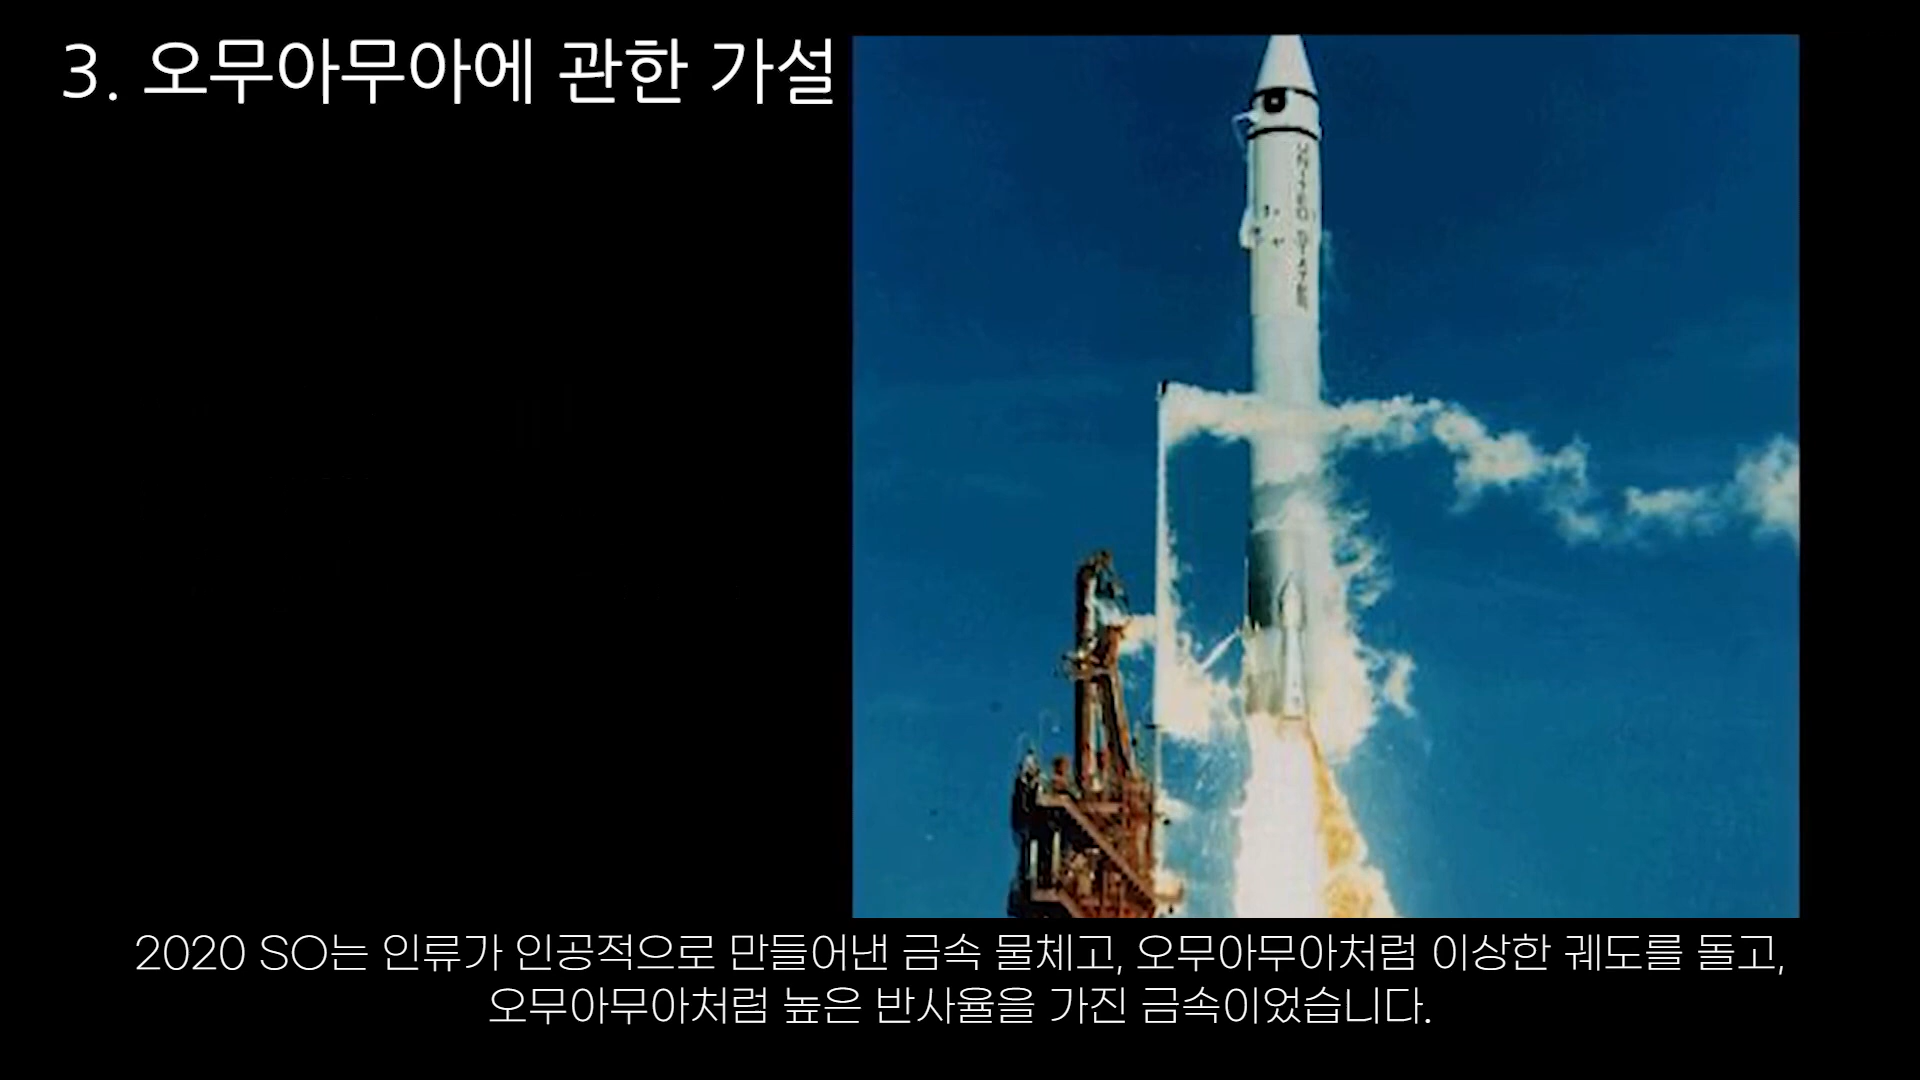 3. 오무아무아에 관한 가설
UNITED STATES
2020 SO는 인류가 인공적으로 만들어낸 금속 물체고, 오무아무아처럼 이상한 궤도를 돌고,
오무아무아처럼 높은 반사율을 가진 금속이었습니다.